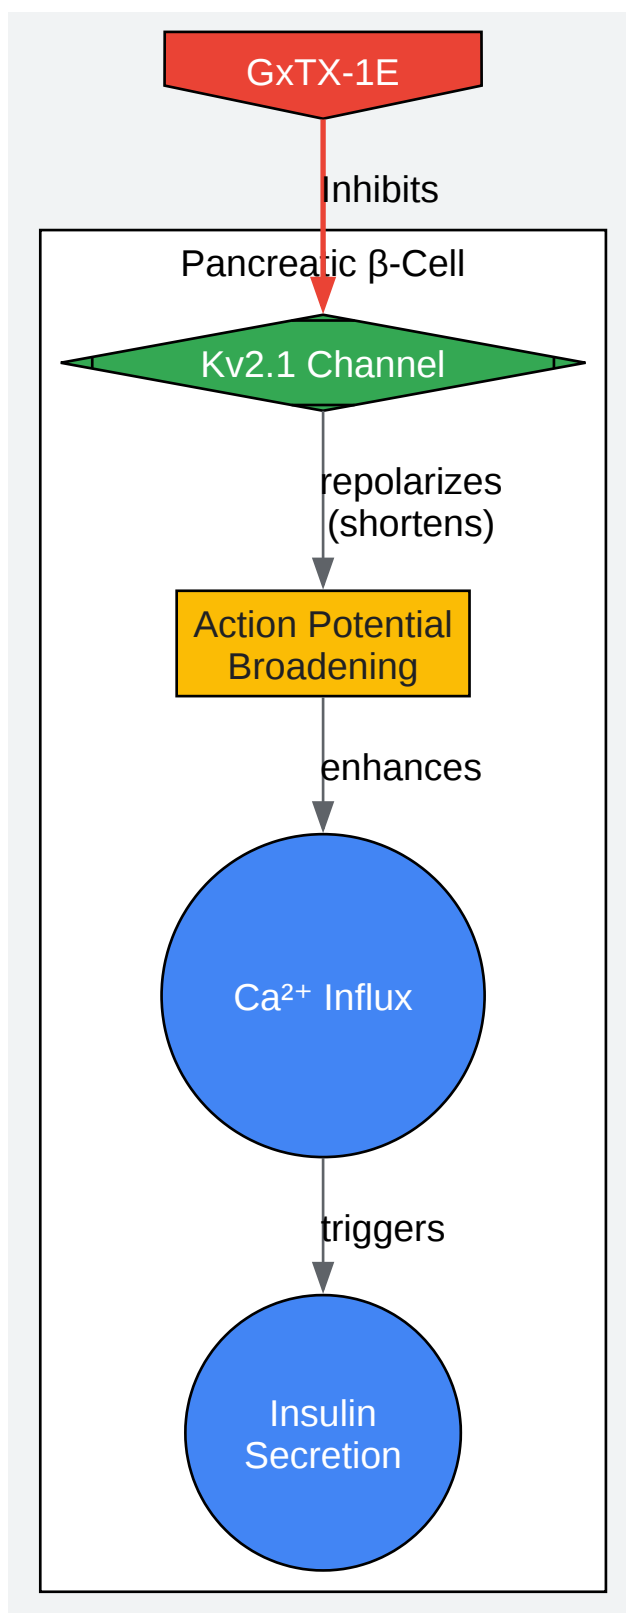 GxTX-1E
Inhibits
Pancreatic β-Cell
Kv2.1 Channel
repolarizes
(shortens)
Action Potential
Broadening
enhances
Ca²⁺ Influx
triggers
Insulin
Secretion